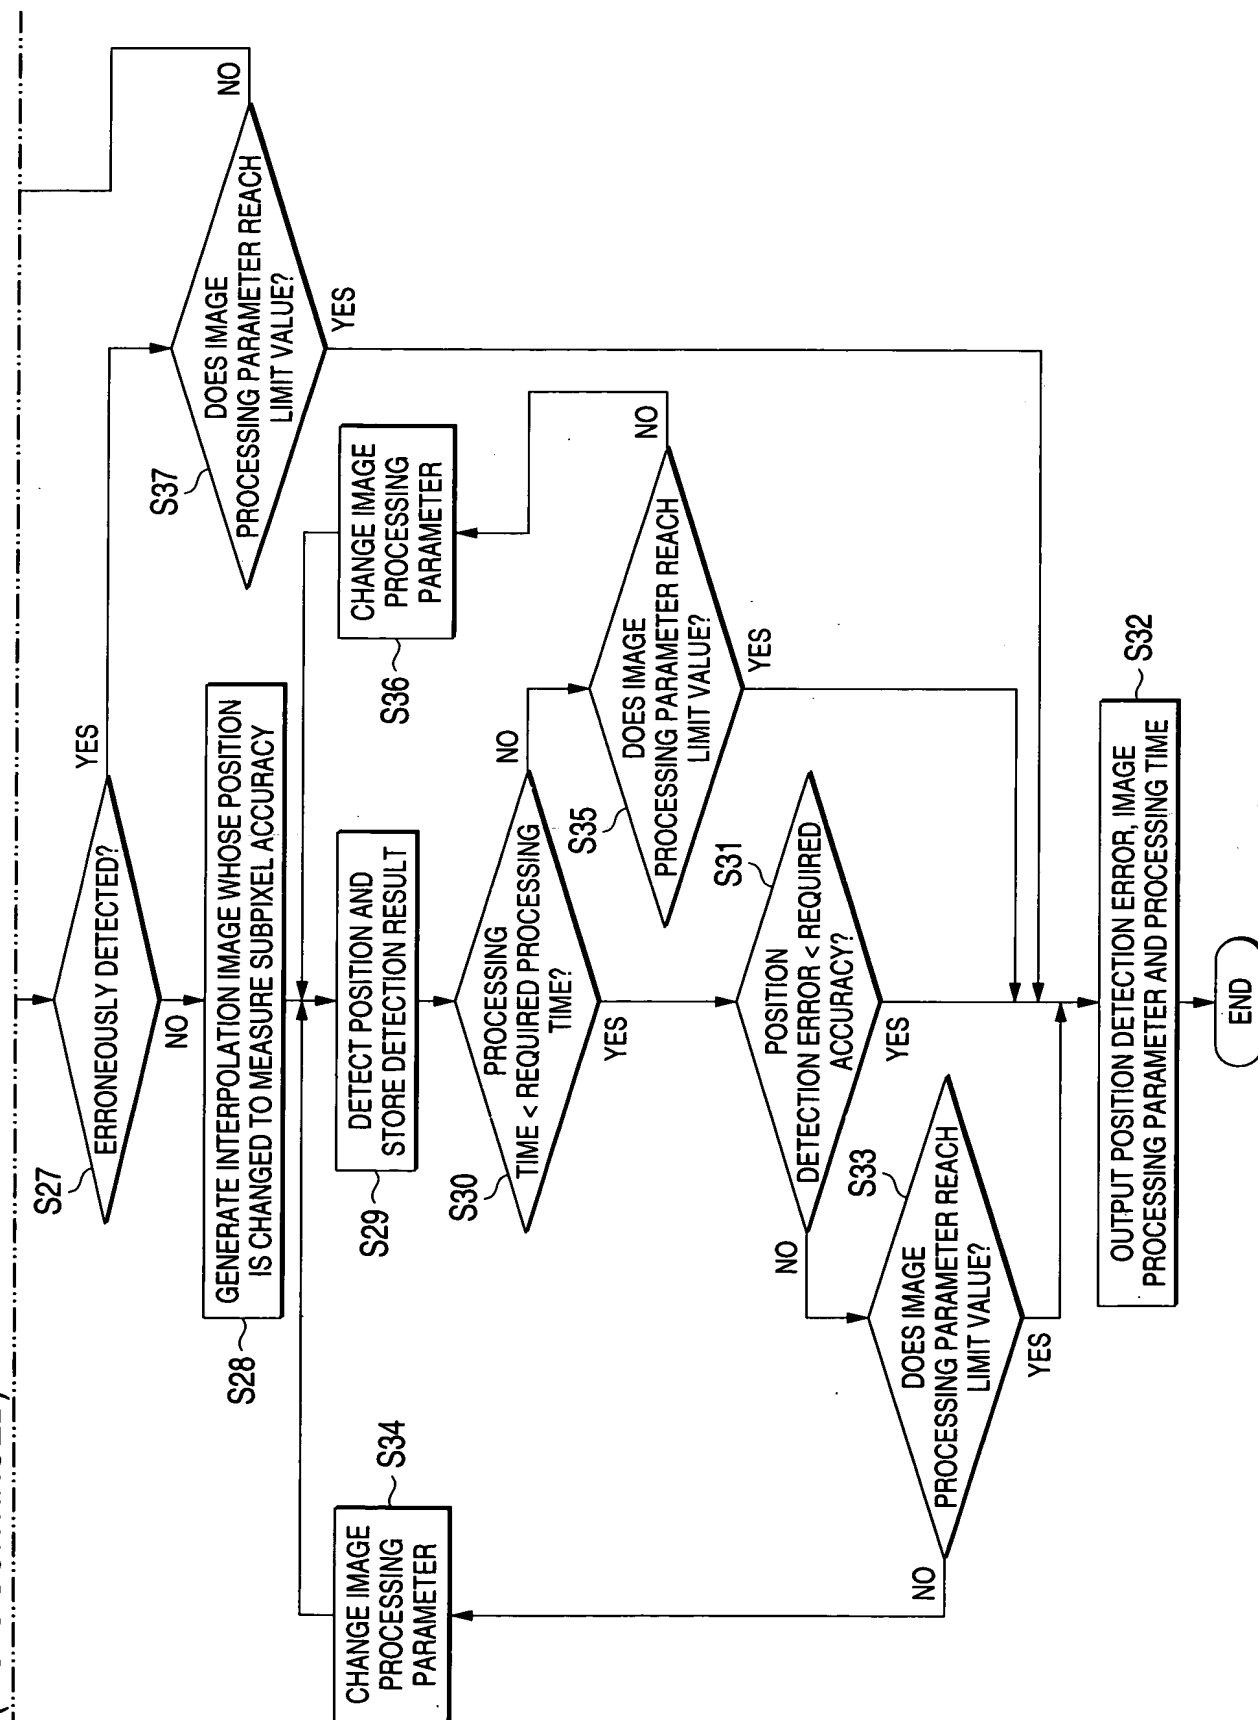 S27
ERRONEOUSLY DETECTED?
YES
NO
S28
GENERATE INTERPOLATION IMAGE WHOSE POSITION
IS CHANGED TO MEASURE SUBPIXEL ACCURACY
S37
DOES IMAGE
PROCESSING PARAMETER REACH
LIMIT VALUE?
NO
YES
S34
CHANGE IMAGE
PROCESSING
PARAMETER
S29
DETECT POSITION AND
STORE DETECTION RESULT
S36
CHANGE IMAGE
PROCESSING
PARAMETER
S30
PROCESSING
TIME < REQUIRED PROCESSING
TIME?
NO
YES
S35
DOES IMAGE
PROCESSING PARAMETER REACH
LIMIT VALUE?
NO
YES
S31
POSITION
DETECTION ERROR < REQUIRED
ACCURACY?
NO
YES
S33
DOES IMAGE
PROCESSING PARAMETER REACH
LIMIT VALUE?
NO
YES
S32
OUTPUT POSITION DETECTION ERROR, IMAGE
PROCESSING PARAMETER AND PROCESSING TIME
END